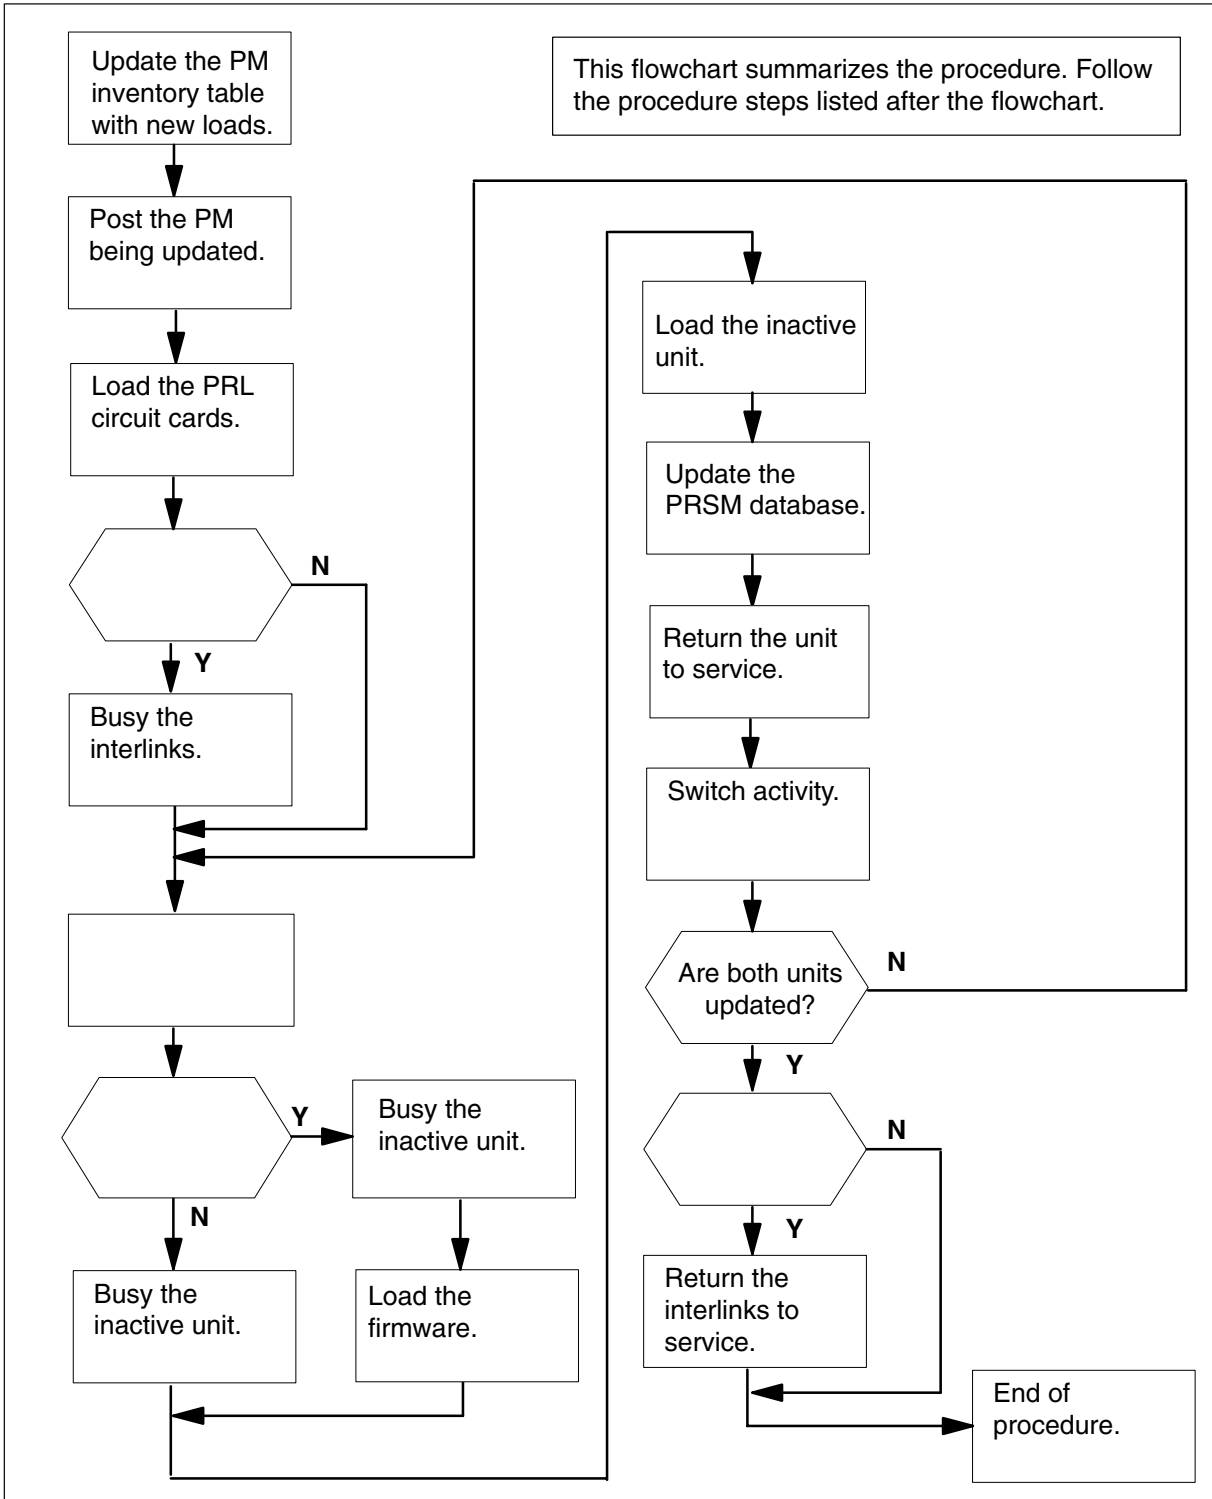 Update the PM
inventory table
with new loads.
This flowchart summarizes the procedure. Follow
the procedure steps listed after the flowchart.
Post the PM
being updated.
Load the PRL
circuit cards.
N
Y
Busy the
interlinks.
Y
Busy the
inactive unit.
N
Busy the
inactive unit.
Load the
firmware.
Load the inactive
unit.
Update the
PRSM database.
Return the unit
to service.
Switch activity.
Are both units
updated?
N
Y
N
Y
Return the
interlinks to
service.
End of
procedure.